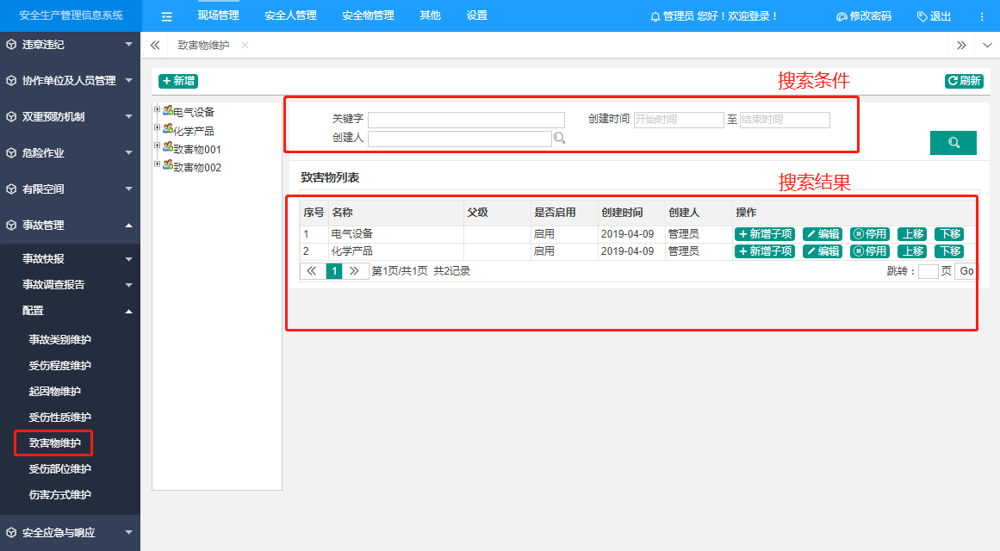 安全生产管理信息系统 现场管理 安全人管理 安全物管理 其他 设置 管理员 您好！欢迎登录！ 修改密码 退出
违章违纪
协作单位及人员管理
双重预防机制
危险作业
有限空间
事故管理
事故快报
事故调查报告
配置
事故类别维护
受伤程度维护
起因物维护
受伤性质维护
致害物维护
受伤部位维护
伤害方式维护
安全应急与响应
致害物维护
新增 搜索条件 刷新
电气设备
化学产品
致害物001
致害物002
关键字 创建时间 开始时间 至 结束时间
创建人
致害物列表 搜索结果
序号 名称 父级 是否启用 创建时间 创建人 操作
1 电气设备 启用 2019-04-09 管理员 新增子项 编辑 停用 上移 下移
2 化学产品 启用 2019-04-09 管理员 新增子项 编辑 停用 上移 下移
1 第1页/共1页 共2记录 跳转： 页 Go